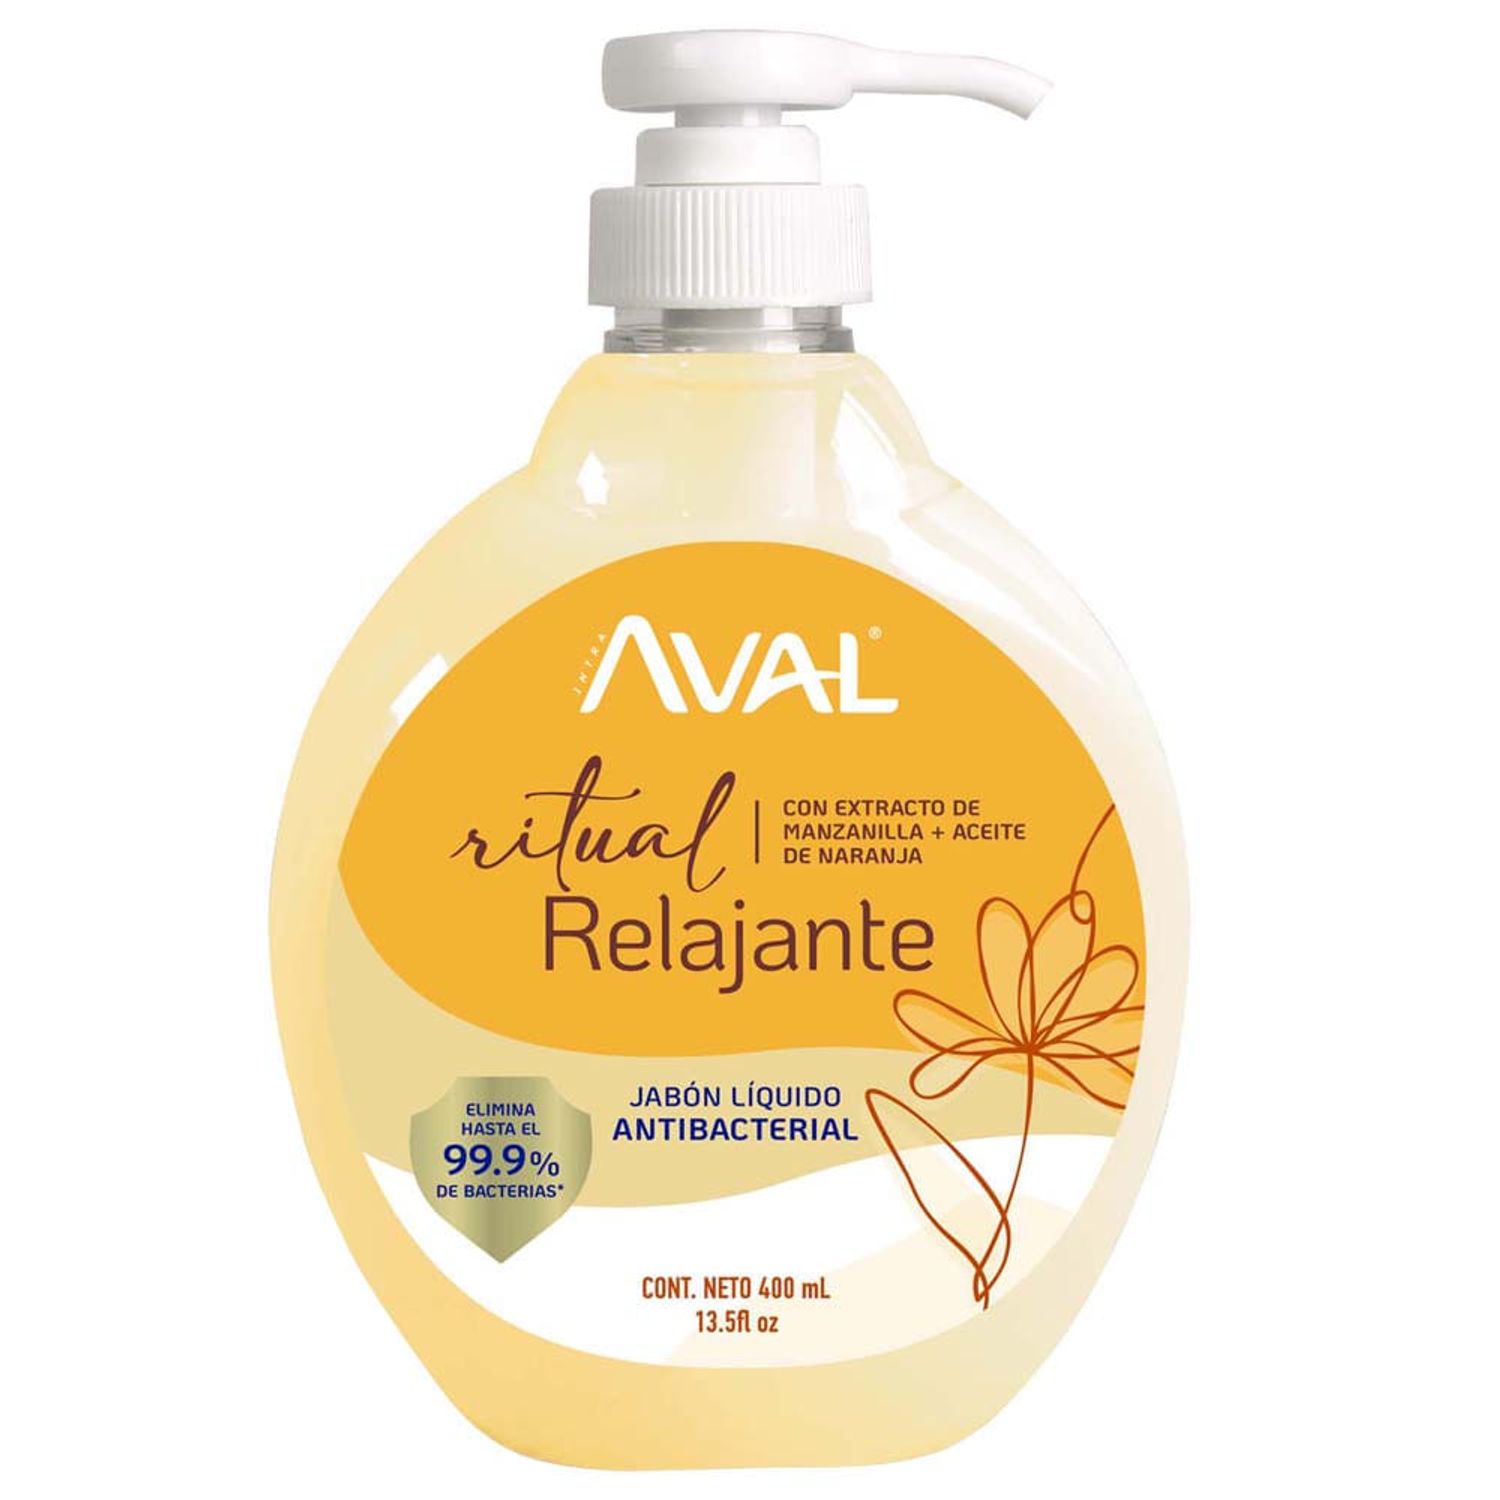 INTRA
AVAL®
ritual
CON EXTRACTO DE
MANZANILLA + ACEITE
DE NARANJA
Relajante
ELIMINA
HASTA EL
99.9%
DE BACTERIAS*
JABÓN LÍQUIDO
ANTIBACTERIAL
CONT. NETO 400 mL
13.5fl oz